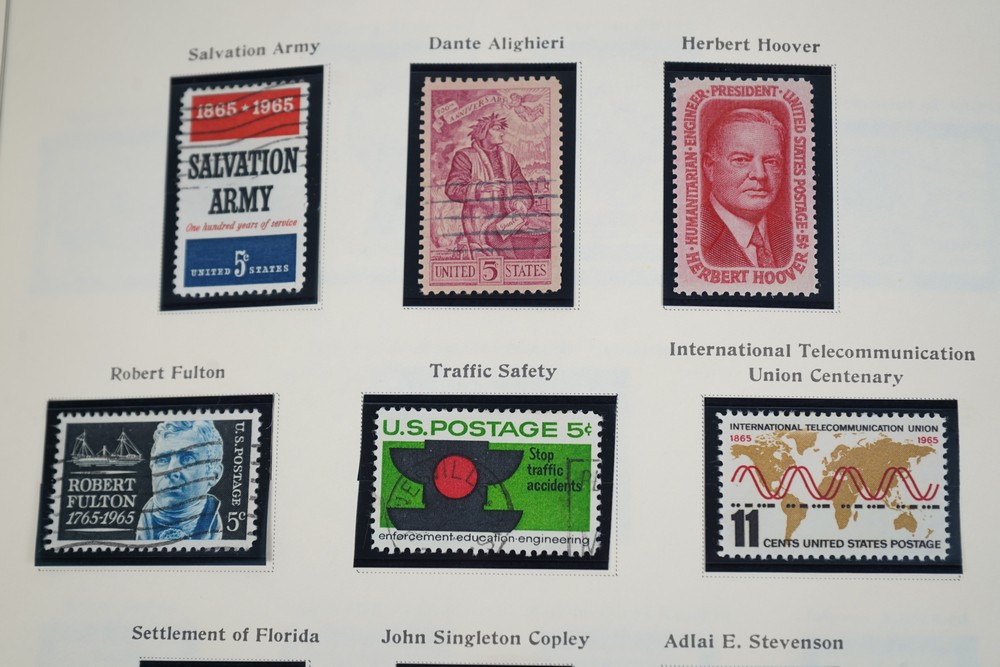 Salvation Army
Dante Alighieri
Herbert Hoover
1865 ★ 1965
SALVATION
ARMY
One hundred years of service
UNITED 5c STATES
ANNIVERSARY
UNITED 5c STATES
HUMANITARIAN · ENGINEER · PRESIDENT · UNITED STATES POSTAGE · 5¢
HERBERT HOOVER
Robert Fulton
Traffic Safety
International Telecommunication
Union Centenary
ROBERT
FULTON
1765-1965
U.S. POSTAGE
5c
U.S. POSTAGE 5¢
Stop
traffic
accidents
enforcement·education·engineering
INTERNATIONAL TELECOMMUNICATION UNION
1865 1965
11
CENTS UNITED STATES POSTAGE
Settlement of Florida
John Singleton Copley
Adlai E. Stevenson